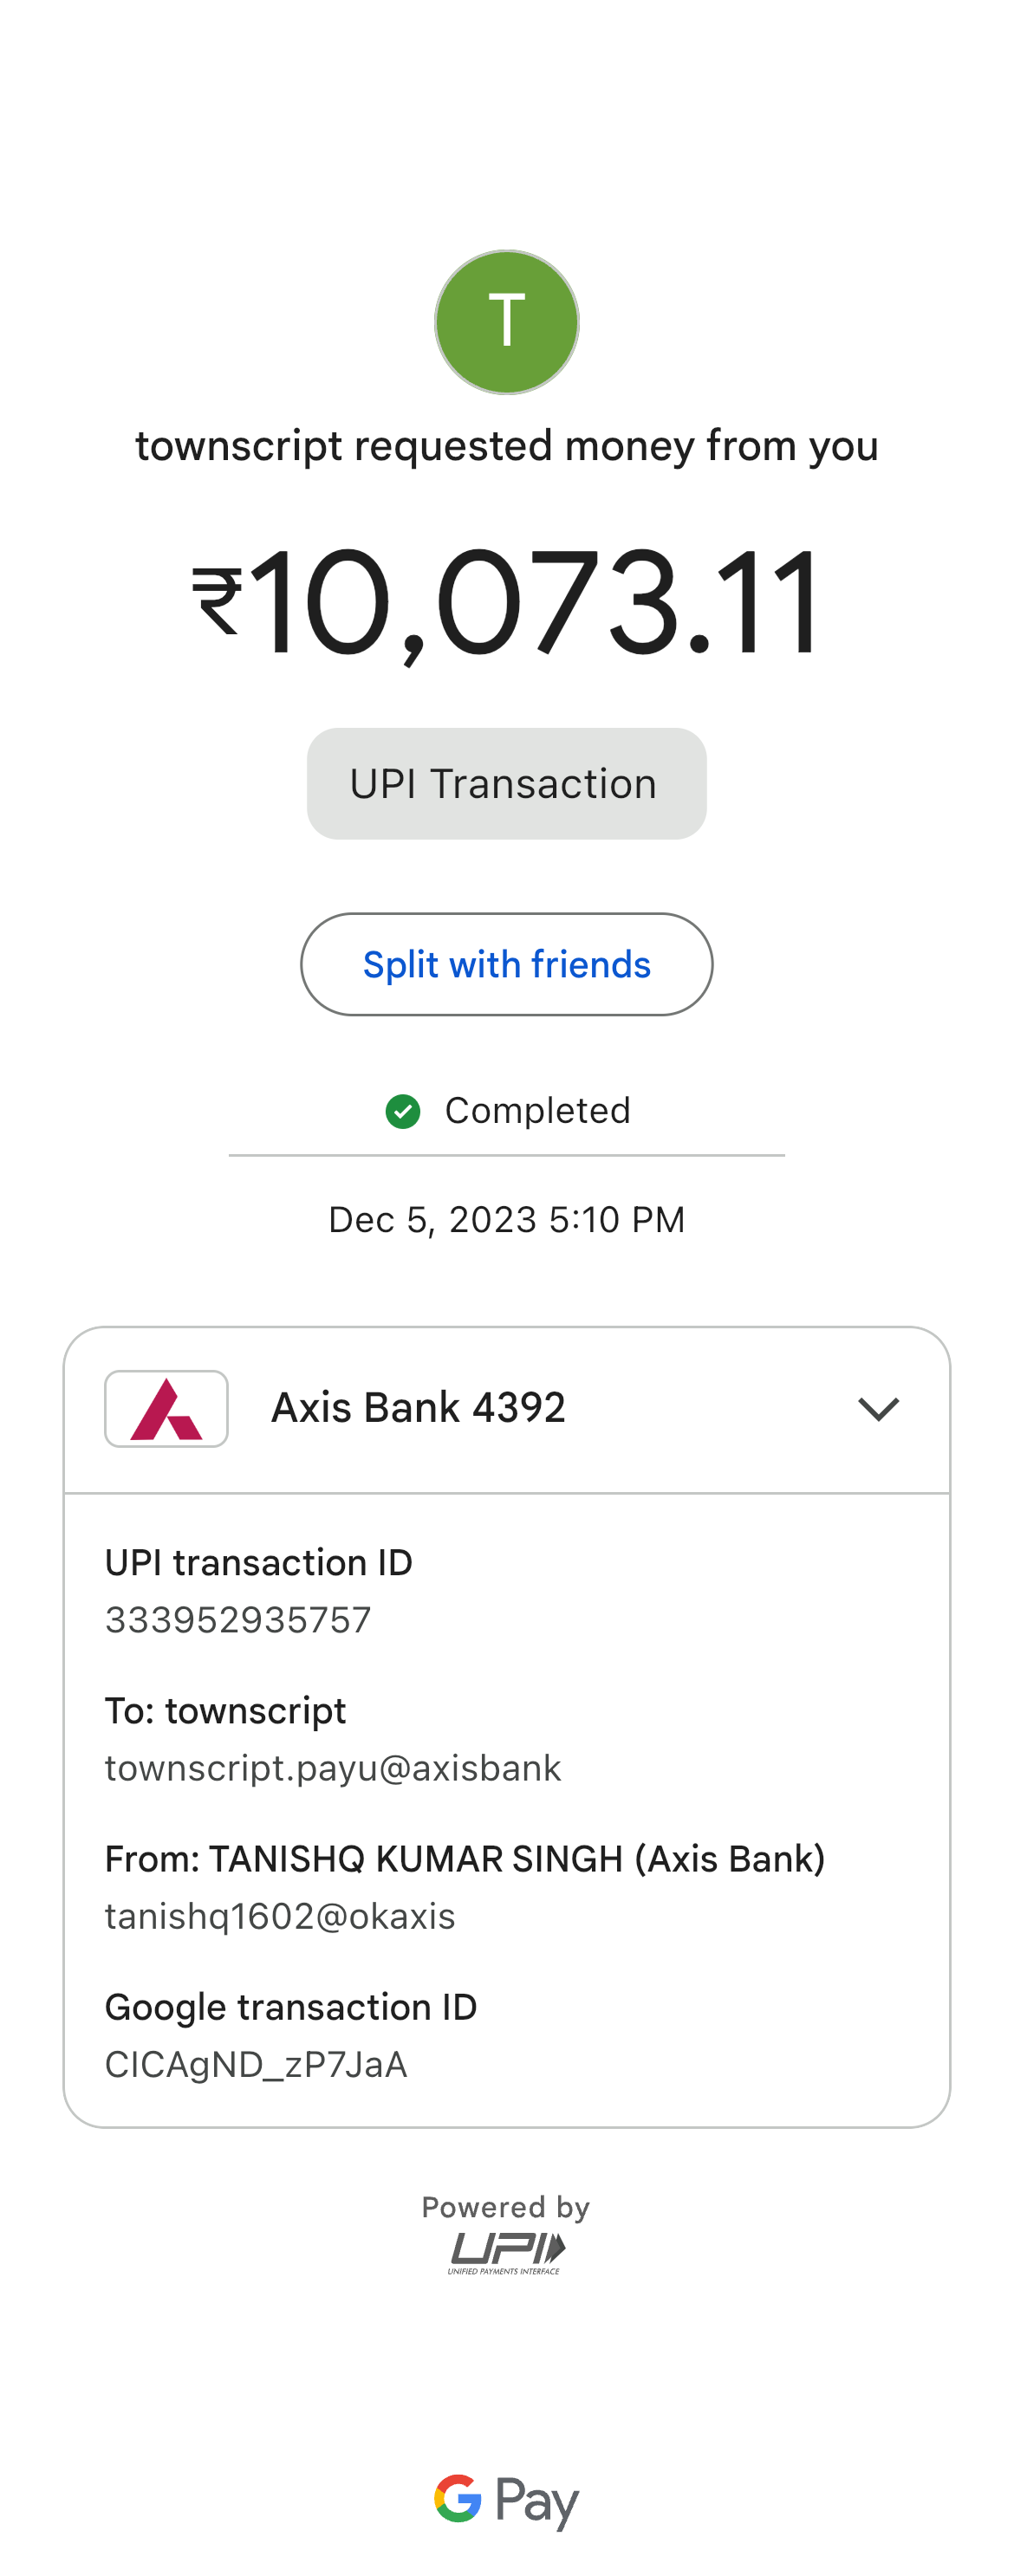 T
townscript requested money from you
₹10,073.11
UPI Transaction
Split with friends
Completed
Dec 5, 2023 5:10 PM
Axis Bank 4392
UPI transaction ID
333952935757
To: townscript
townscript.payu@axisbank
From: TANISHQ KUMAR SINGH (Axis Bank)
tanishq1602@okaxis
Google transaction ID
CICAgND_zP7JaA
Powered by
UPI
UNIFIED PAYMENTS INTERFACE
G Pay